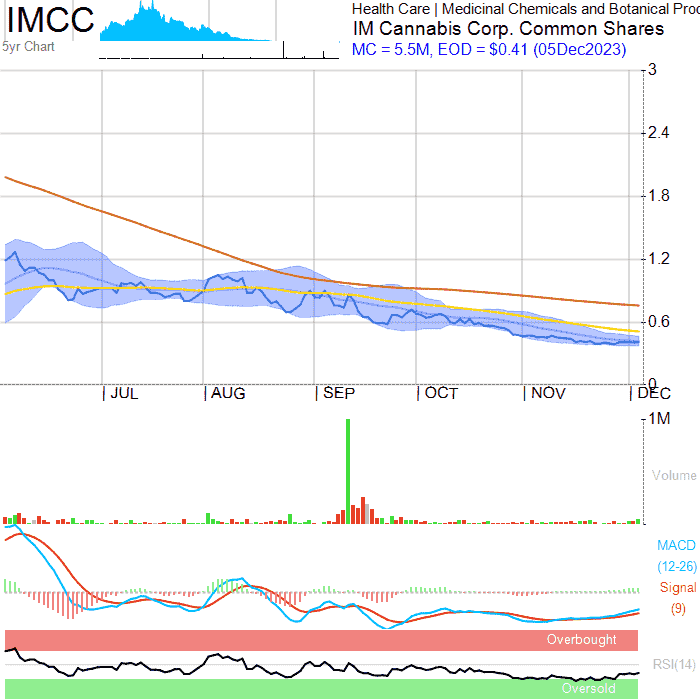 IMCC
5yr Chart
Health Care | Medicinal Chemicals and Botanical Proc
IM Cannabis Corp. Common Shares
MC = 5.5M, EOD = $0.41 (05Dec2023)
3
2.4
1.8
1.2
0.6
0
| JUL | AUG | SEP | OCT | NOV | DEC
1M
Volume
MACD
(12-26)
Signal
(9)
Overbought
RSI(14)
Oversold